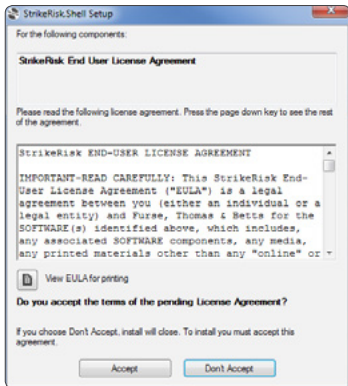 StrikeRisk.Shell Setup
For the following components:
StrikeRisk End User License Agreement
Please read the following license agreement. Press the page down key to see the rest
of the agreement.
StrikeRisk END-USER LICENSE AGREEMENT
IMPORTANT-READ CAREFULLY: This StrikeRisk End-
User License Agreement ("EULA") is a legal
agreement between you (either an individual or a
legal entity) and Furse, Thomas & Betts for the
SOFTWARE(s) identified above, which includes,
any associated SOFTWARE components, any media,
any printed materials other than any "online" or
View EULA for printing
Do you accept the terms of the pending License Agreement?
If you choose Don't Accept, install will close. To install you must accept this
agreement.
Accept
Don't Accept